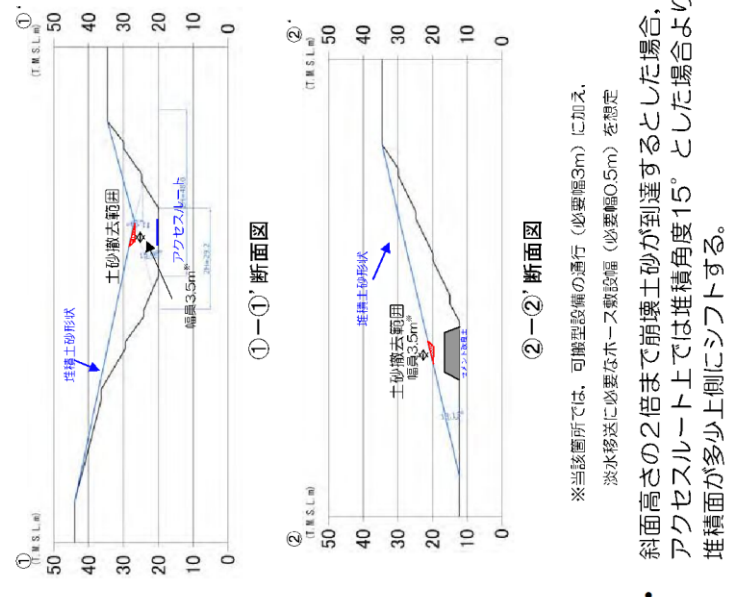 ①
(T.M.S.L.m)
50
40
30
20
10
0
堆積土砂形状
土砂撤去範囲
幅員3.5m※
アクセスルート
①'
(T.M.S.L.m)
50
40
30
20
10
0
①−①’断面図
②
(T.M.S.L.m)
50
40
30
20
10
0
堆積土砂形状
土砂撤去範囲
幅員3.5m※
セメント改良土
②'
(T.M.S.L.m)
50
40
30
20
10
0
②−②’断面図
※当該箇所では，可搬型設備の通行（必要幅3m）に加え，
淡水移送に必要なホース敷設幅（必要幅0.5m）を想定
• 斜面高さの2倍まで崩壊土砂が到達するとした場合，
アクセスルート上では堆積角度15°とした場合より
堆積面が多少上側にシフトする。